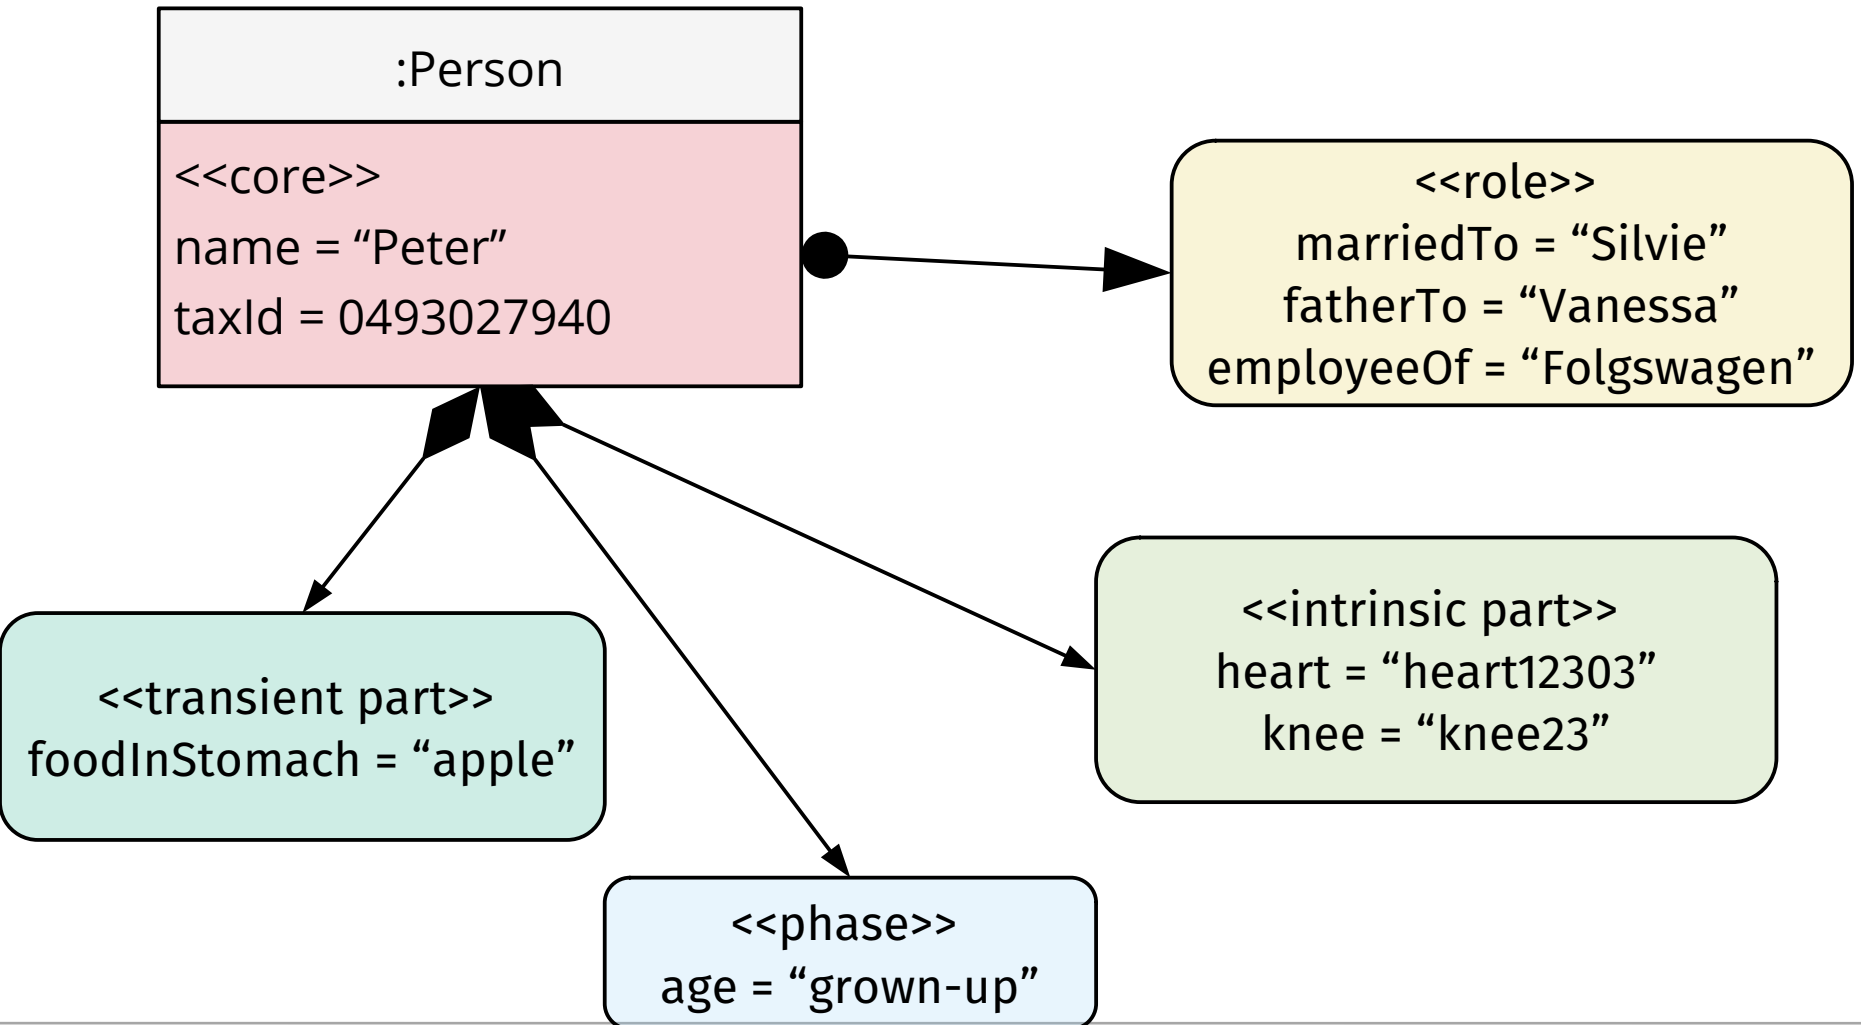 :Person
<<core>>
name = “Peter”
taxId = 0493027940
<<role>>
marriedTo = “Silvie”
fatherTo = “Vanessa”
employeeOf = “Folgswagen”
<<transient part>>
foodInStomach = “apple”
<<intrinsic part>>
heart = “heart12303”
knee = “knee23”
<<phase>>
age = “grown-up”